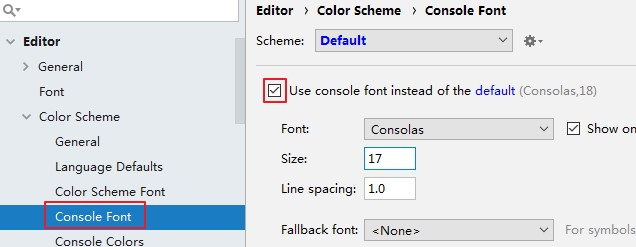 Editor
General
Font
Color Scheme
General
Language Defaults
Color Scheme Font
Console Font
Console Colors
Editor › Color Scheme › Console Font
Scheme: Default
Use console font instead of the default (Consolas,18)
Font: Consolas Show on
Size: 17
Line spacing: 1.0
Fallback font: <None> For symbols